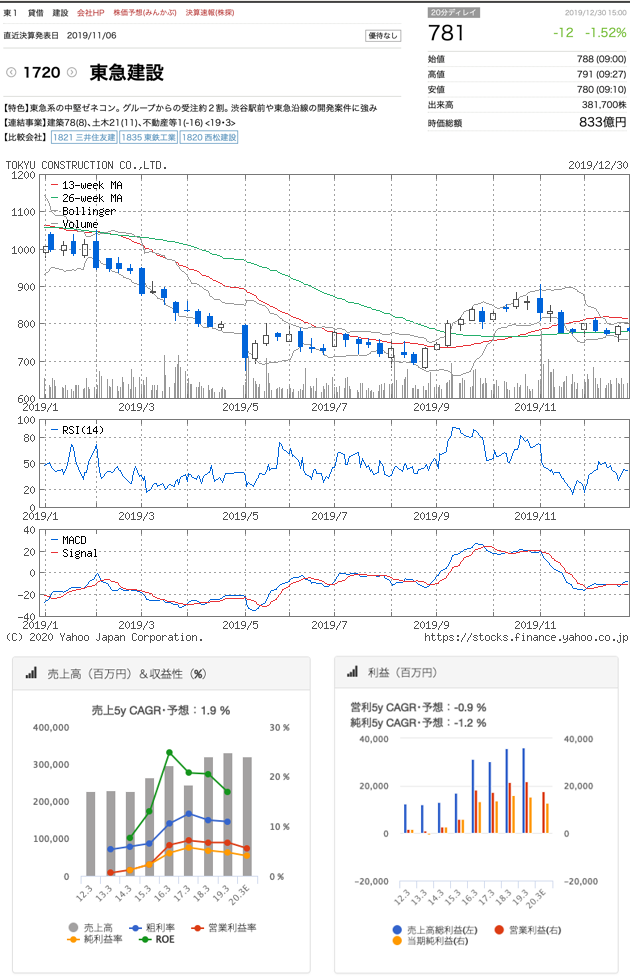 東1 貸借 建設 会社HP 株価予想(みんかぶ) 決算速報(株探)
直近決算発表日 2019/11/06 優待なし
1720 東急建設
20分ディレイ 2019/12/30 15:00
781 -12 -1.52%
始値 788 (09:00)
高値 791 (09:27)
安値 780 (09:10)
出来高 381,700株
時価総額 833億円
【特色】東急系の中堅ゼネコン。グループからの受注約2割。渋谷駅前や東急沿線の開発案件に強み
【連結事業】建築78(8)、土木21(11)、不動産等1(-16) <19・3>
【比較会社】 1821 三井住友建 1835 東鉄工業 1820 西松建設
TOKYU CONSTRUCTION CO.,LTD. 2019/12/30
1200
1100
1000
900
800
700
600
13-week MA
26-week MA
Bollinger
Volume
2019/1 2019/3 2019/5 2019/7 2019/9 2019/11
100
80
50
20
0
RSI(14)
2019/1 2019/3 2019/5 2019/7 2019/9 2019/11
40
20
0
-20
-40
MACD
Signal
2019/1 2019/3 2019/5 2019/7 2019/9 2019/11
(C) 2020 Yahoo Japan Corporation. https://stocks.finance.yahoo.co.jp
売上高（百万円）＆収益性（%）
売上5y CAGR・予想：1.9 %
400,000 30 %
300,000
20 %
200,000
10 %
100,000
0 0 %
12.3 13.3 14.3 15.3 16.3 17.3 18.3 19.3 20.3E
売上高 粗利率 営業利益率
純利益率 ROE
利益（百万円）
営利5y CAGR・予想：-0.9 %
純利5y CAGR・予想：-1.2 %
40,000 40,000
20,000 20,000
0 0
-20,000 -20,000
12.3 13.3 14.3 15.3 16.3 17.3 18.3 19.3 20.3E
売上高総利益(左) 営業利益(右)
当期純利益(右)